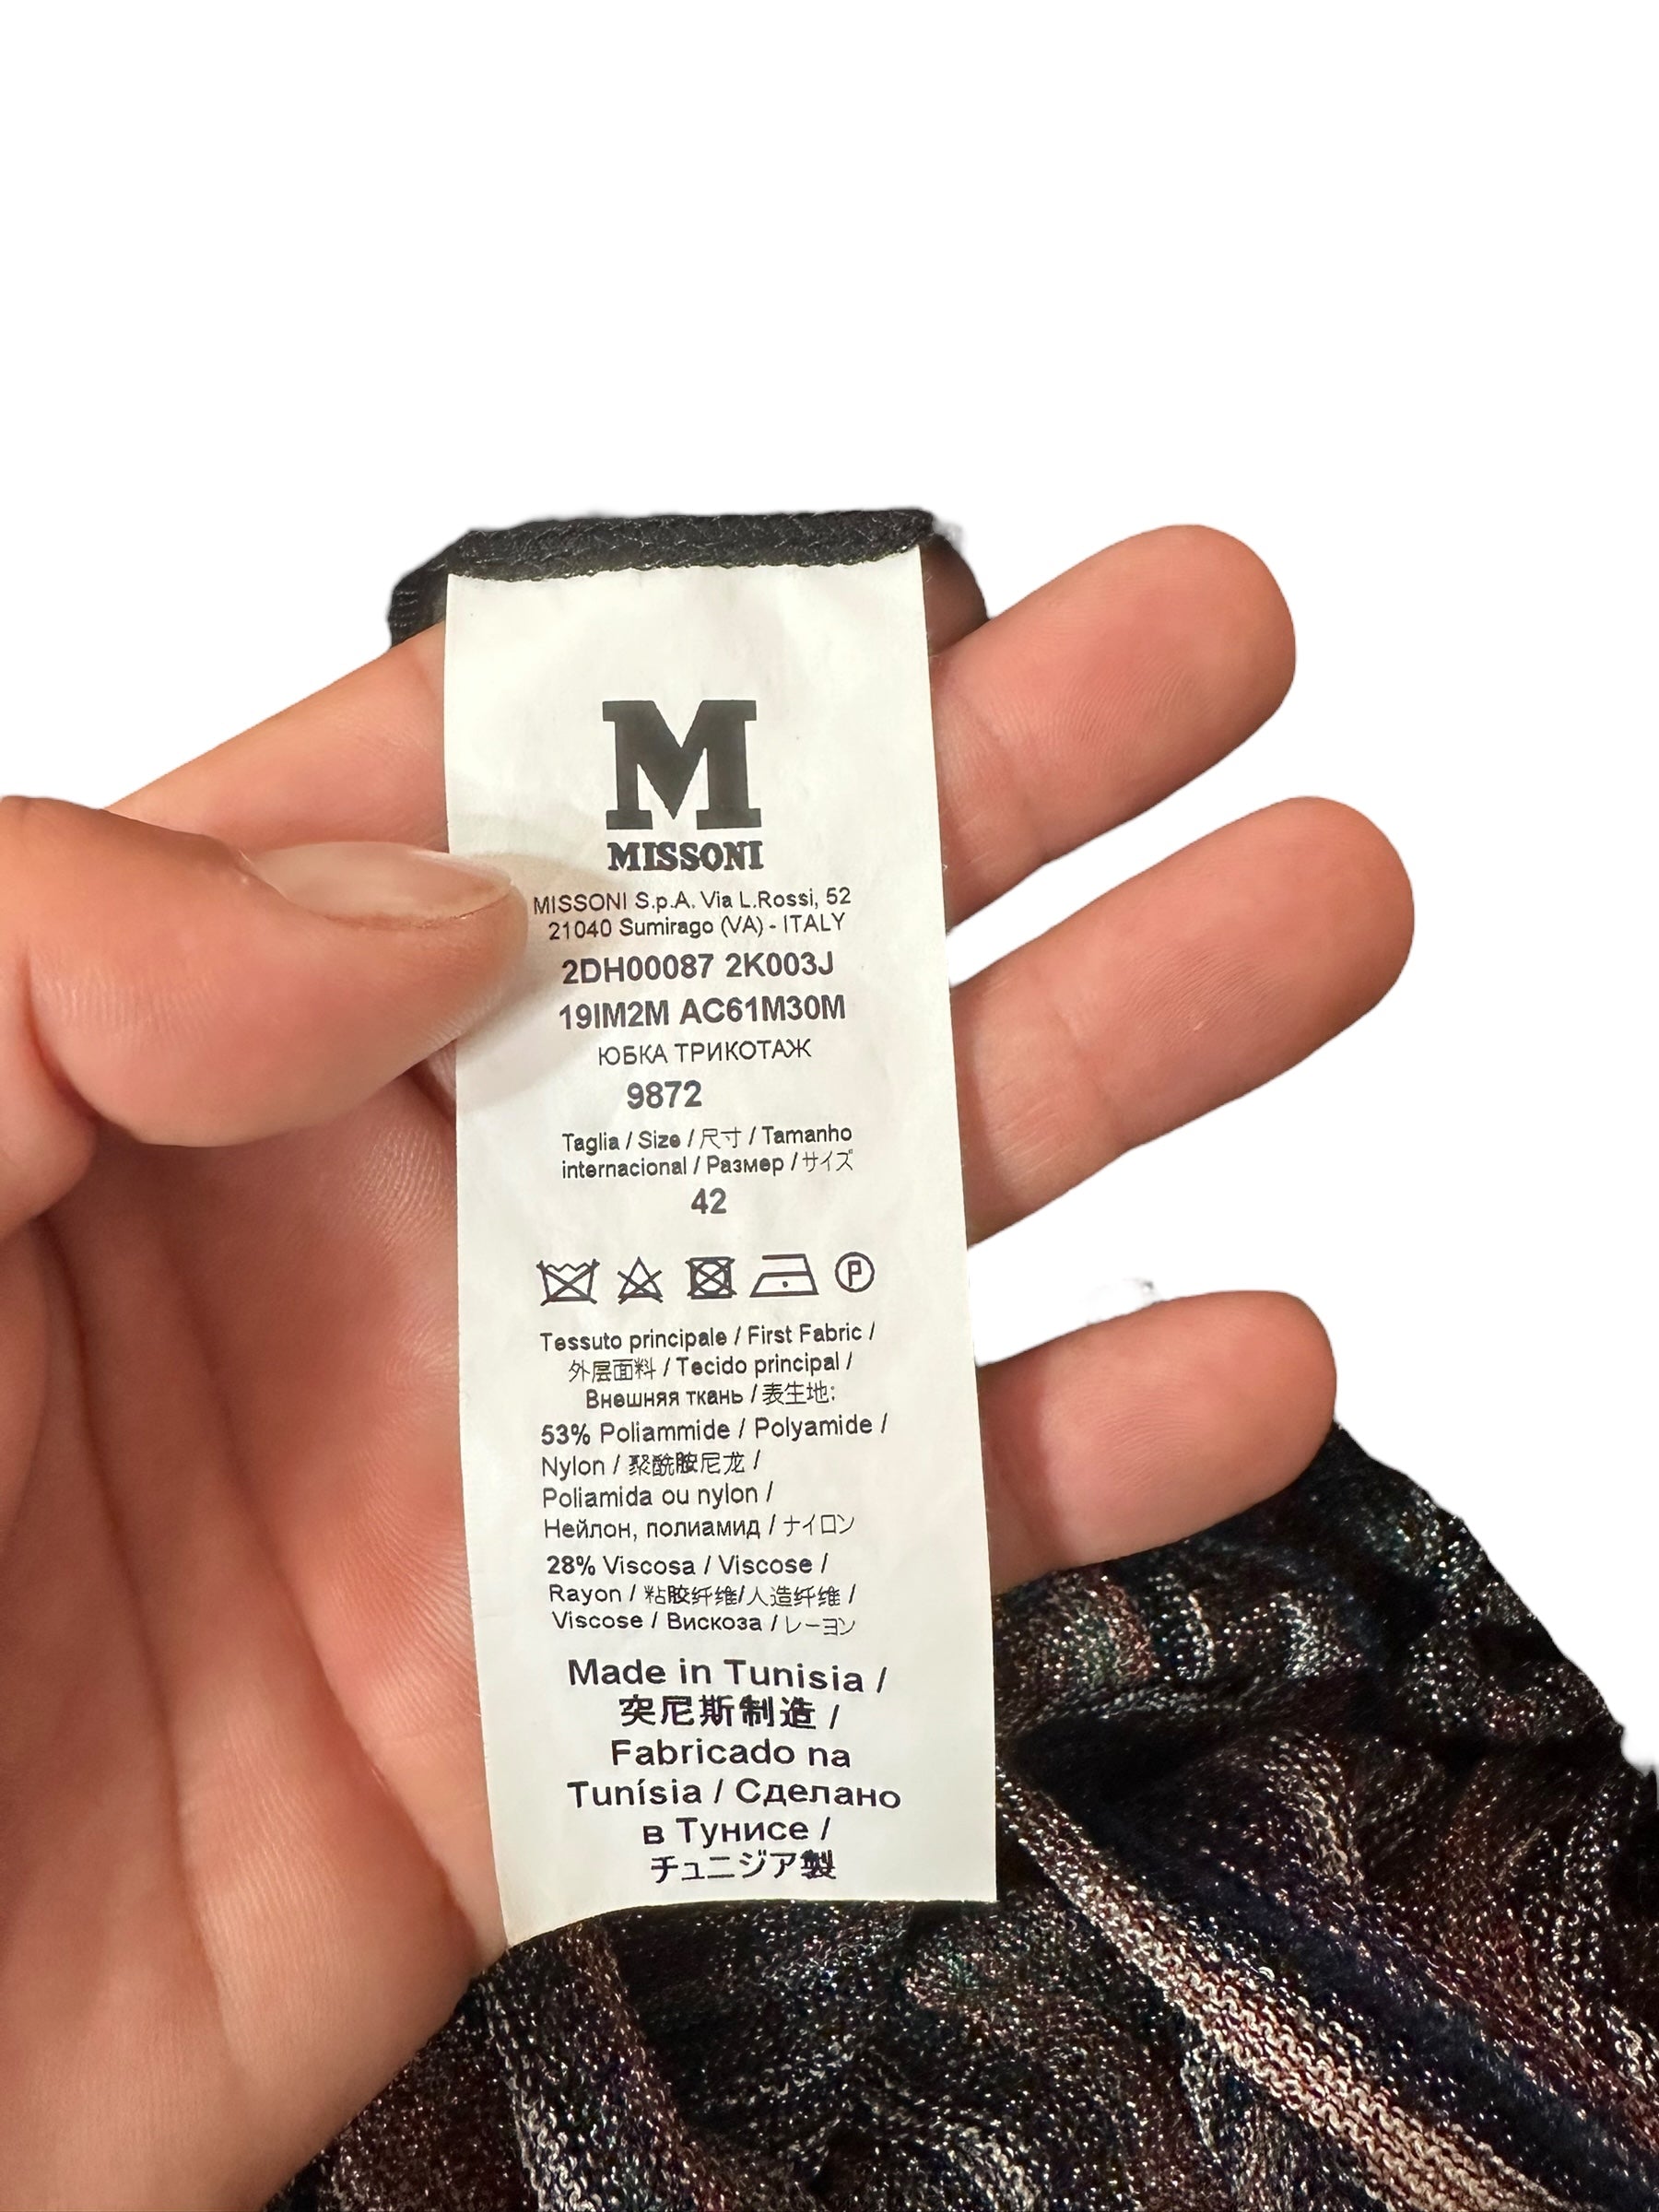 M
MISSONI
MISSONI S.p.A. Via L.Rossi, 52
21040 Sumirago (VA) - ITALY
2DH00087 2K003J
19IM2M AC61M30M
ЮБКА ТРИКОТАЖ
9872
Taglia / Size / 尺寸 / Tamanho
internacional / Размер / サイズ
42
P
Tessuto principale / First Fabric /
外层面料 / Tecido principal /
Внешняя ткань / 表生地:
53% Poliammide / Polyamide /
Nylon / 聚酰胺尼龙 /
Poliamida ou nylon /
Нейлон, полиамид / ナイロン
28% Viscosa / Viscose /
Rayon / 粘胶纤维/人造纤维 /
Viscose / Вискоза / レーヨン
Made in Tunisia /
突尼斯制造 /
Fabricado na
Tunísia / Сделано
в Тунисе /
チュニジア製